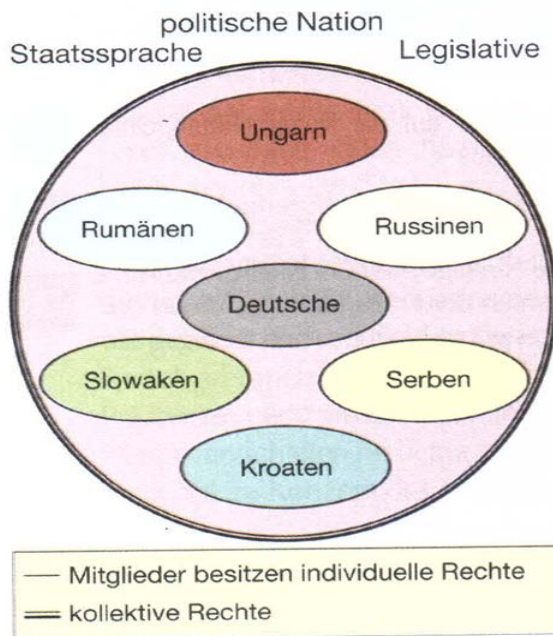 politische Nation
Staatssprache
Legislative
Ungarn
Rumänen
Russinen
Deutsche
Slowaken
Serben
Kroaten
Mitglieder besitzen individuelle Rechte
kollektive Rechte